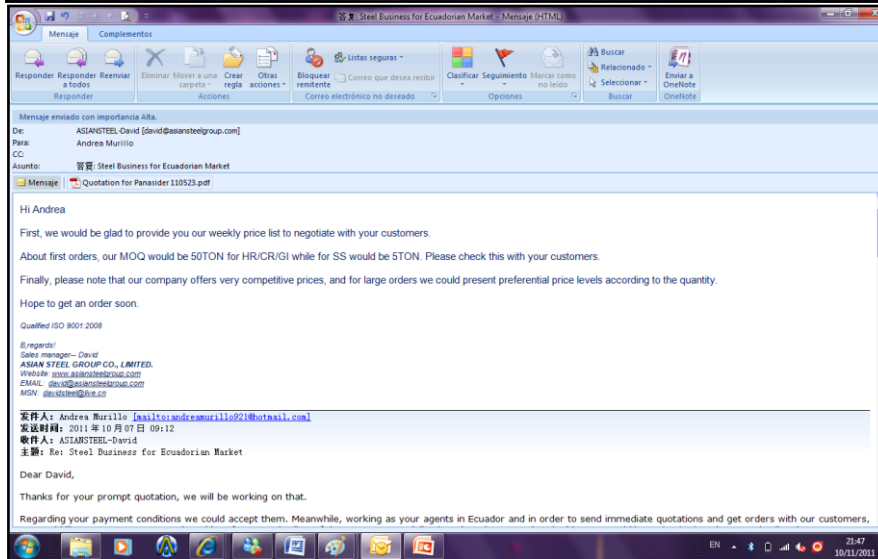 答复: Steel Business for Ecuadorian Market - Mensaje (HTML)
Mensaje Complementos
Responder Responder a todos Reenviar
Eliminar Mover a una carpeta Crear regla Otras acciones
Bloquear remitente Listas seguras Correo que desea recibir
Clasificar Seguimiento Marcar como no leído
Buscar Relacionado Seleccionar
Enviar a OneNote
Responder Acciones Correo electrónico no deseado Opciones Buscar OneNote
Mensaje enviado con importancia Alta.
De: ASIANSTEEL-David [david@asiansteelgroup.com]
Para: Andrea Murillo
CC:
Asunto: 答复: Steel Business for Ecuadorian Market
Mensaje Quotation for Panasider 110523.pdf
Hi Andrea
First, we would be glad to provide you our weekly price list to negotiate with your customers.
About first orders, our MOQ would be 50TON for HR/CR/GI while for SS would be 5TON. Please check this with your customers.
Finally, please note that our company offers very competitive prices, and for large orders we could present preferential price levels according to the quantity.
Hope to get an order soon.
Qualified ISO 9001:2008
B,regards!
Sales manager-- David
ASIAN STEEL GROUP CO., LIMITED.
Website: www.asiansteelgroup.com
EMAIL: david@asiansteelgroup.com
MSN: davidsteel@live.cn
发件人: Andrea Murillo [mailto:andreamurillo921@hotmail.com]
发送时间: 2011年10月07日 09:12
收件人: ASIANSTEEL-David
主题: Re: Steel Business for Ecuadorian Market
Dear David,
Thanks for your prompt quotation, we will be working on that.
Regarding your payment conditions we could accept them. Meanwhile, working as your agents in Ecuador and in order to send immediate quotations and get orders with our customers,
EN 21:47
10/11/2011